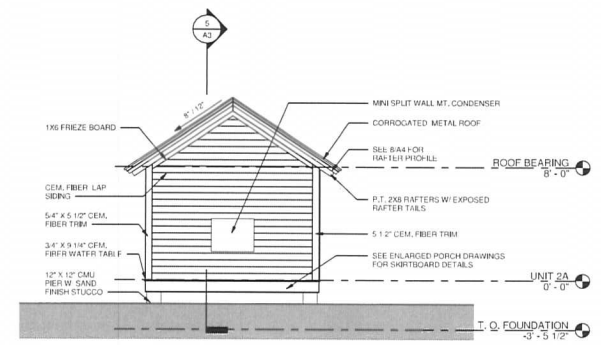 5
A3
8" / 12"
MINI SPLIT WALL MT. CONDENSER
1X6 FRIEZE BOARD
CORROGATED METAL ROOF
SEE 8/A4 FOR
RAFTER PROFILE
ROOF BEARING
8' - 0"
CEM. FIBER LAP
SIDING
P.T. 2X8 RAFTERS W/ EXPOSED
RAFTER TAILS
5/4" X 5 1/2" CEM,
FIBER TRIM
5 1 2" CEM, FIBER TRIM
3/4" X 9 1/4" CEM,
FIBER WATER TABLE
SEE ENLARGED PORCH DRAWINGS
FOR SKIRTBOARD DETAILS
12" X 12" CMU
PIER W. SAND
FINISH STUCCO
UNIT 2A
0' - 0"
T. O. FOUNDATION
-3' - 5 1/2"